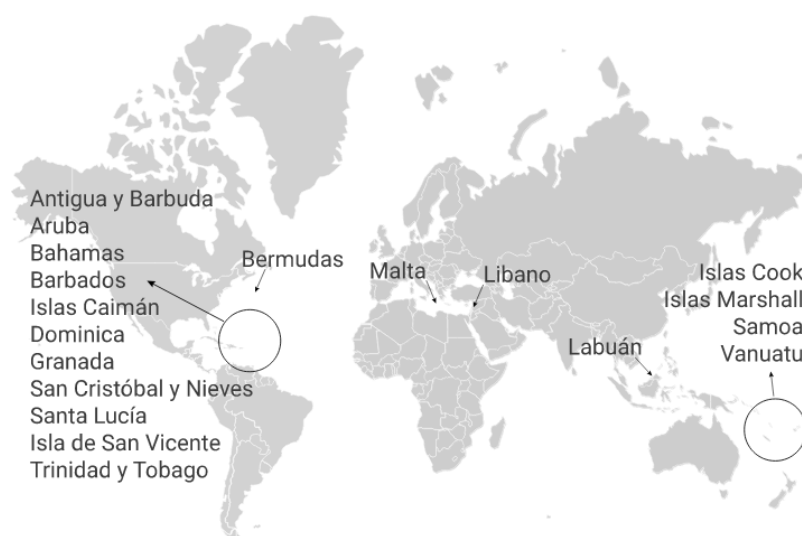 Antigua y Barbuda
Aruba
Bahamas
Barbados
Islas Caimán
Dominica
Granada
San Cristóbal y Nieves
Santa Lucía
Isla de San Vicente
Trinidad y Tobago
Bermudas
Malta
Libano
Labuán
Islas Cook
Islas Marshall
Samoa
Vanuatu